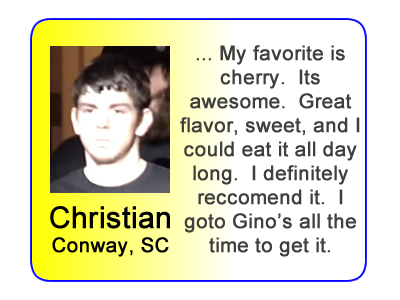 ... My favorite is
cherry.  Its
awesome.  Great
flavor, sweet, and I
could eat it all day
long.  I definitely
reccomend it.  I
goto Gino's all the
time to get it.
Christian
Conway, SC